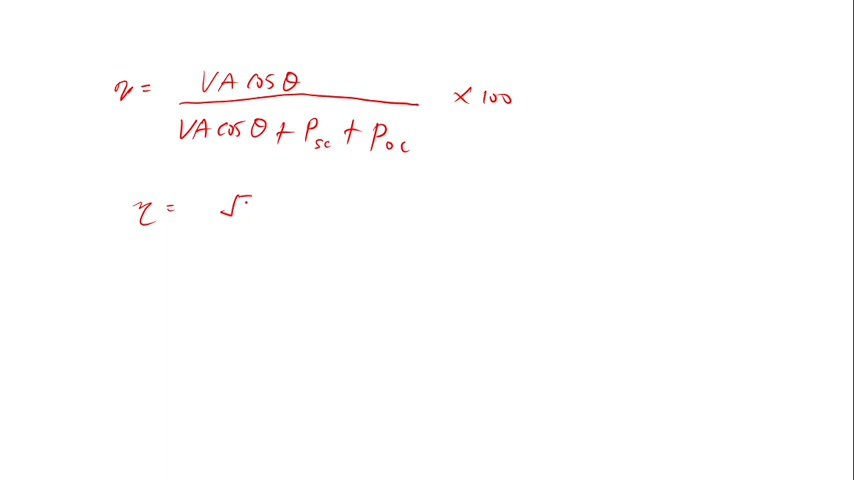 η = VA cos θ / VA cos θ + P_sc + P_oc × 100
η = √